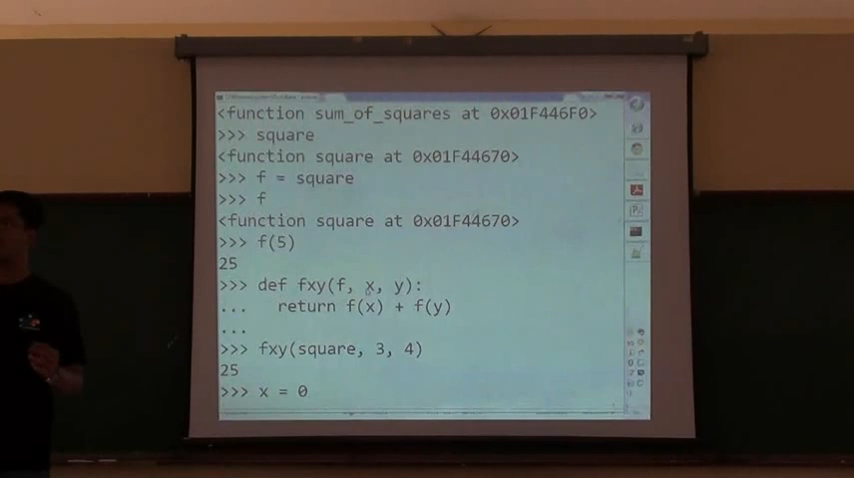 <function sum_of_squares at 0x01F446F0>
>>> square
<function square at 0x01F44670>
>>> f = square
>>> f
<function square at 0x01F44670>
>>> f(5)
25
>>> def fxy(f, x, y):
...   return f(x) + f(y)
...
>>> fxy(square, 3, 4)
25
>>> x = 0